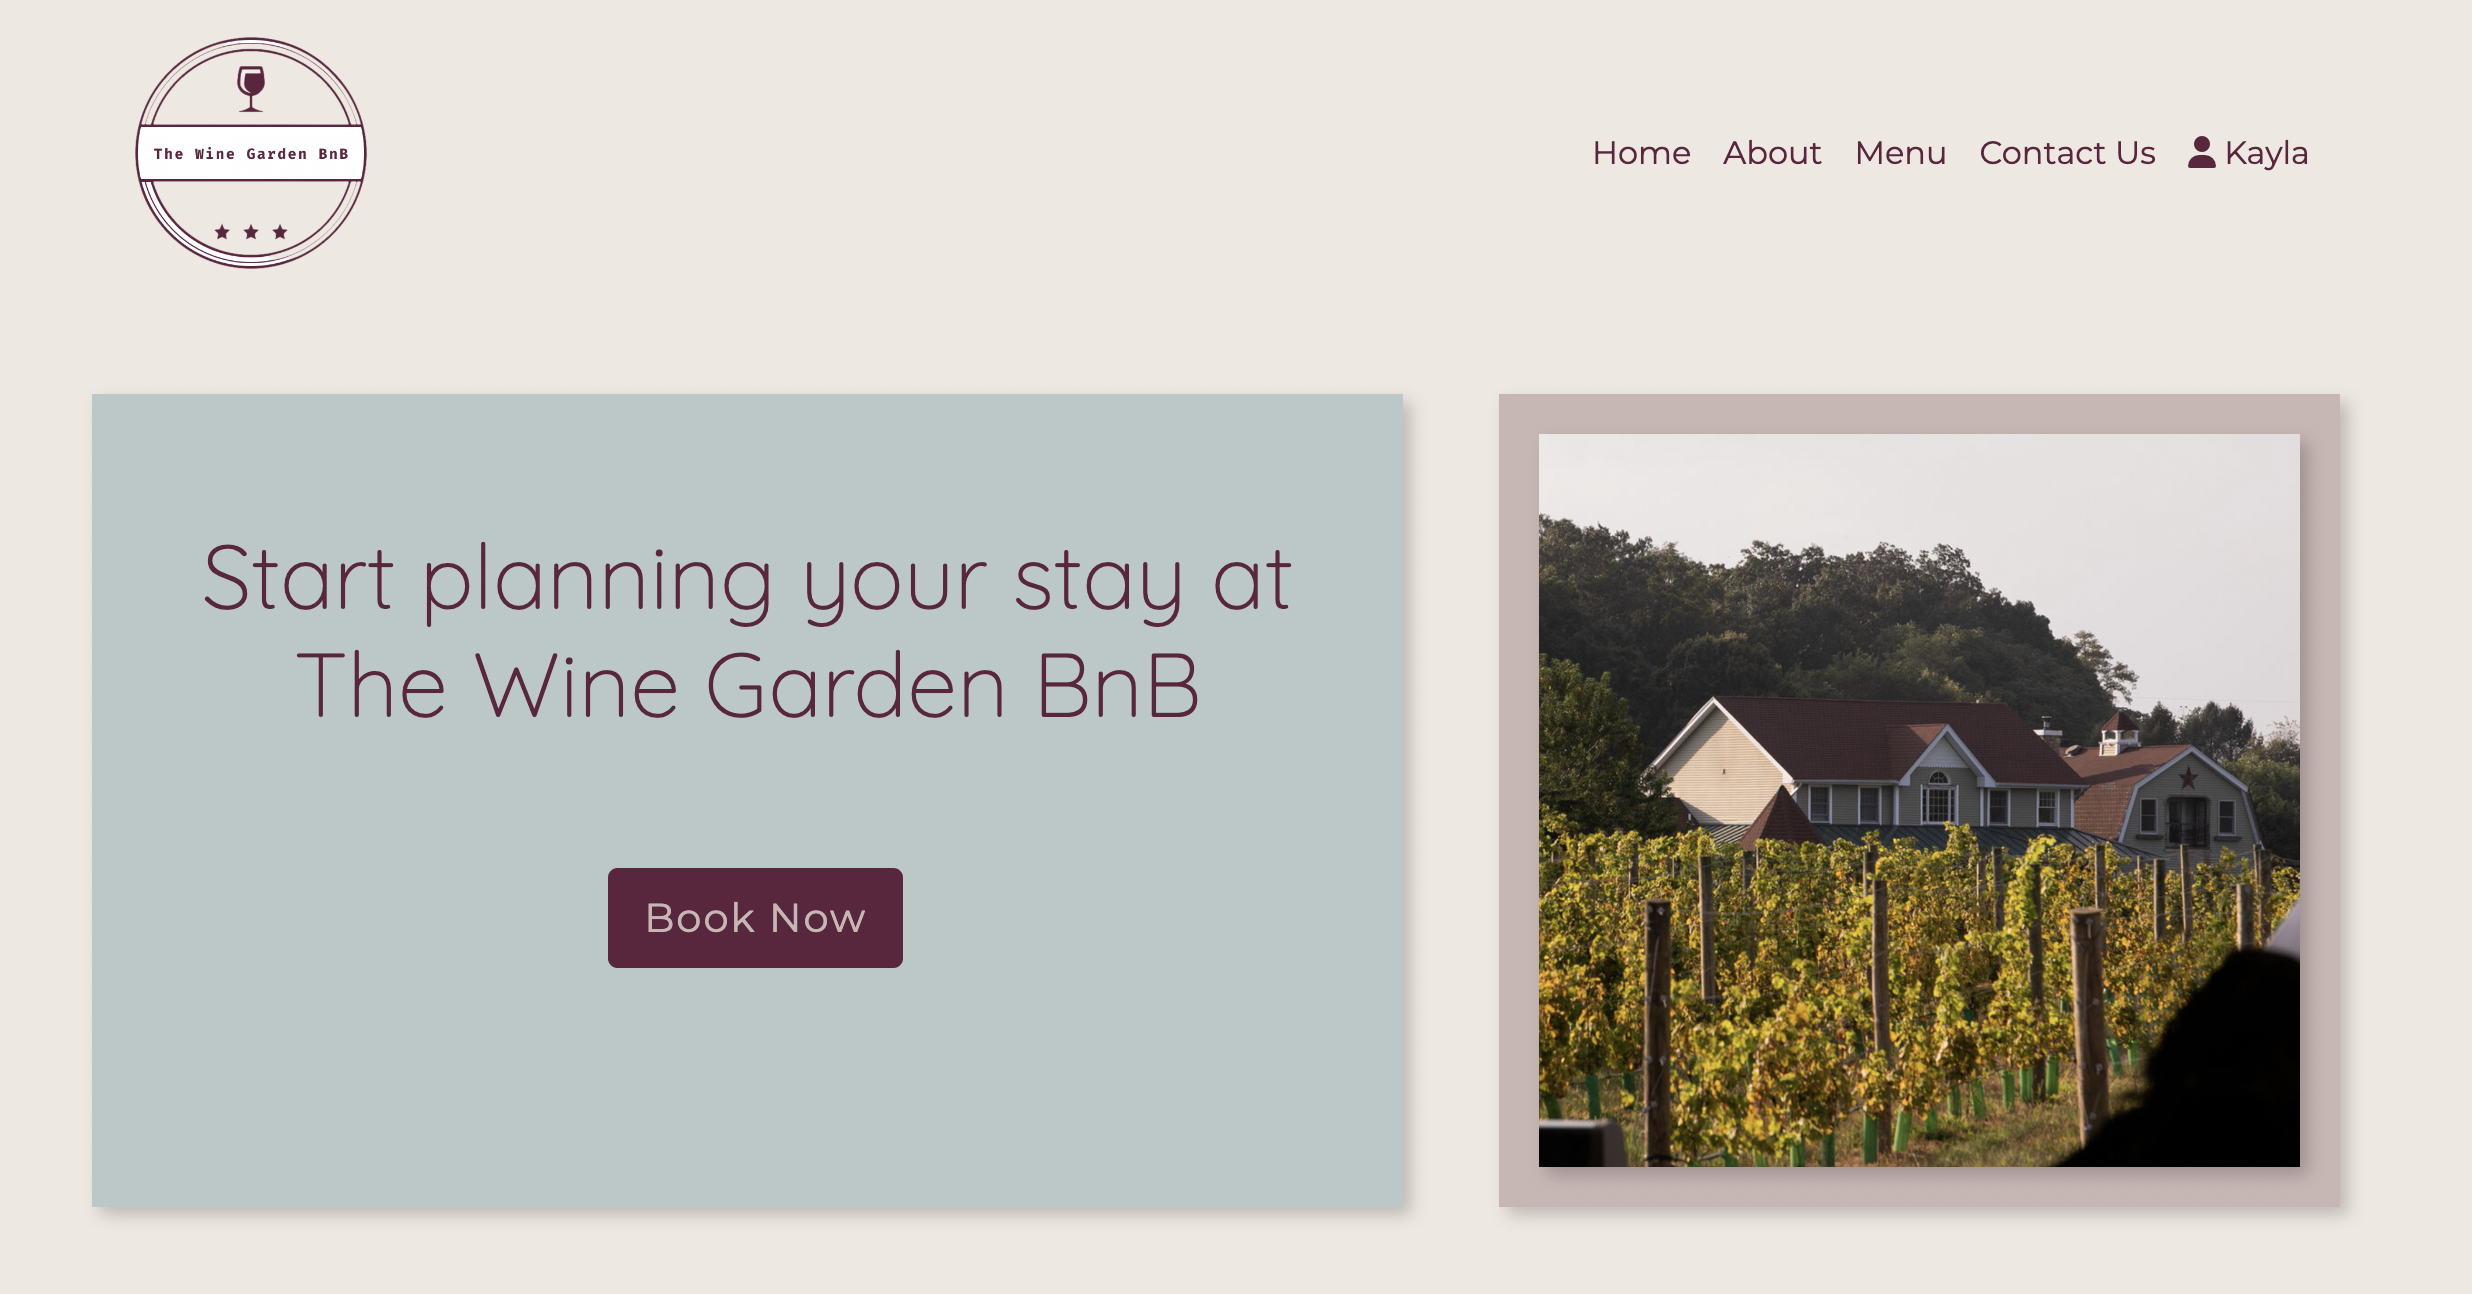 The Wine Garden BnB
Home About Menu Contact Us Kayla
Start planning your stay at
The Wine Garden BnB
Book Now